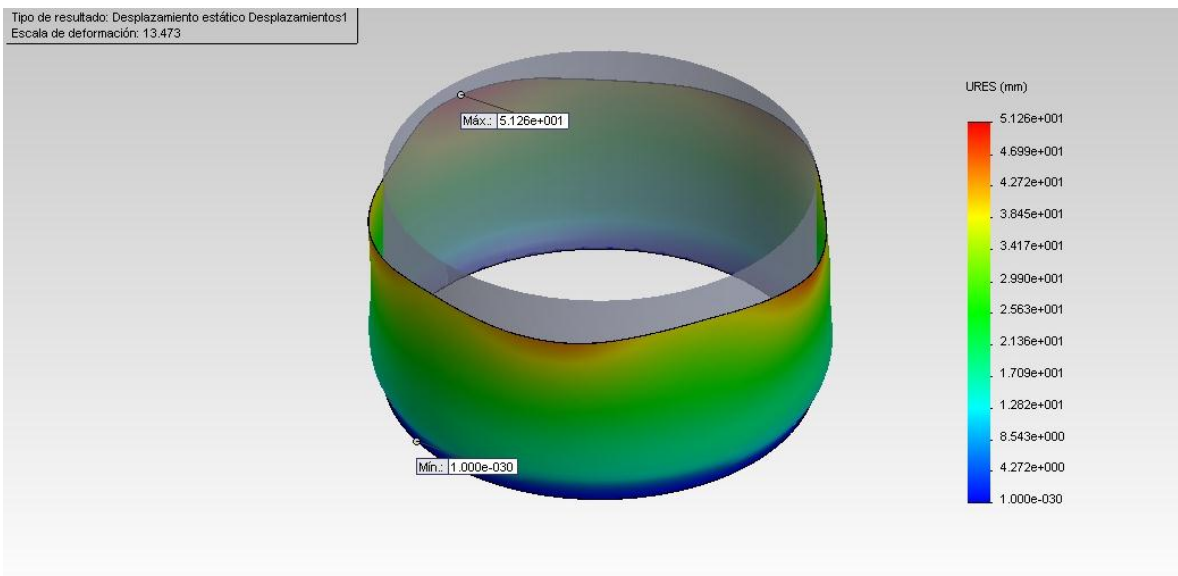 Tipo de resultado: Desplazamiento estático Desplazamientos1
Escala de deformación: 13.473
URES (mm)
5.126e+001
4.699e+001
4.272e+001
3.845e+001
3.417e+001
2.990e+001
2.563e+001
2.136e+001
1.709e+001
1.282e+001
8.543e+000
4.272e+000
1.000e-030
Máx.: 5.126e+001
Mín.: 1.000e-030